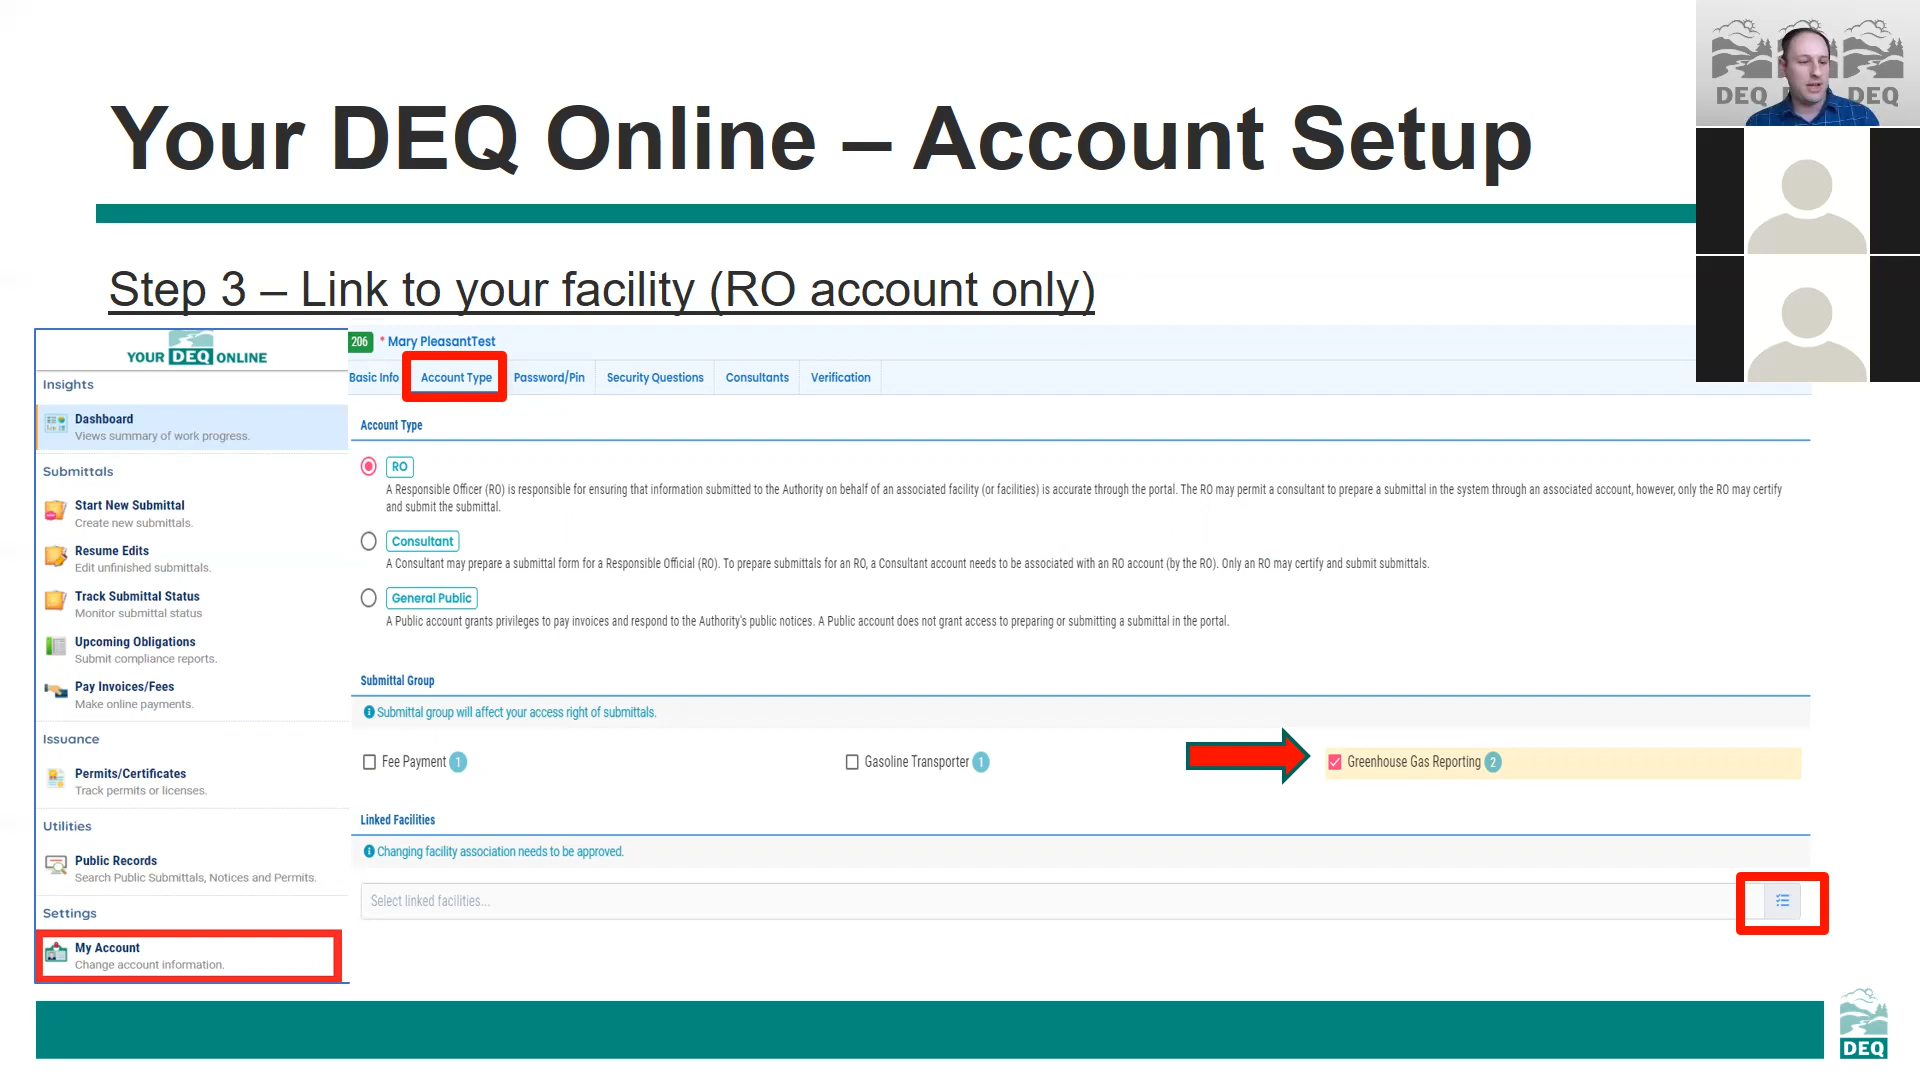 Your DEQ Online – Account Setup
DEQ
DEQ
Step 3 – Link to your facility (RO account only)
YOUR DEQ ONLINE
Insights
Dashboard
Views summary of work progress.
Submittals
Start New Submittal
Create new submittals.
Resume Edits
Edit unfinished submittals.
Track Submittal Status
Monitor submittal status
Upcoming Obligations
Submit compliance reports.
Pay Invoices/Fees
Make online payments.
Issuance
Permits/Certificates
Track permits or licenses.
Utilities
Public Records
Search Public Submittals, Notices and Permits.
Settings
My Account
Change account information.
206 * Mary PleasantTest
Basic Info Account Type Password/Pin Security Questions Consultants Verification
Account Type
RO
A Responsible Officer (RO) is responsible for ensuring that information submitted to the Authority on behalf of an associated facility (or facilities) is accurate through the portal. The RO may permit a consultant to prepare a submittal in the system through an associated account, however, only the RO may certify
and submit the submittal.
Consultant
A Consultant may prepare a submittal form for a Responsible Official (RO). To prepare submittals for an RO, a Consultant account needs to be associated with an RO account (by the RO). Only an RO may certify and submit submittals.
General Public
A Public account grants privileges to pay invoices and respond to the Authority's public notices. A Public account does not grant access to preparing or submitting a submittal in the portal.
Submittal Group
Submittal group will affect your access right of submittals.
Fee Payment 1 Gasoline Transporter 1 Greenhouse Gas Reporting 2
Linked Facilities
Changing facility association needs to be approved.
Select linked facilities...
DEQ